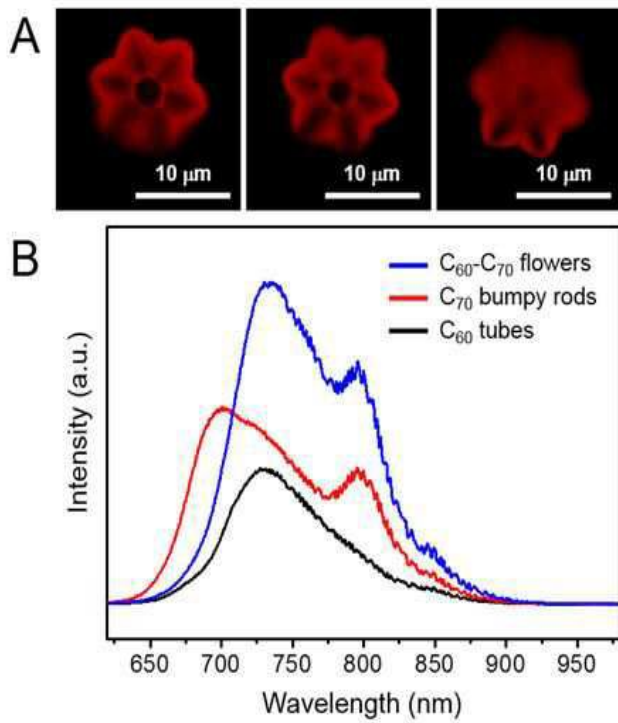 A
10 μm 10 μm 10 μm
B
C₆₀-C₇₀ flowers
C₇₀ bumpy rods
C₆₀ tubes
Intensity (a.u.)
650 700 750 800 850 900 950
Wavelength (nm)